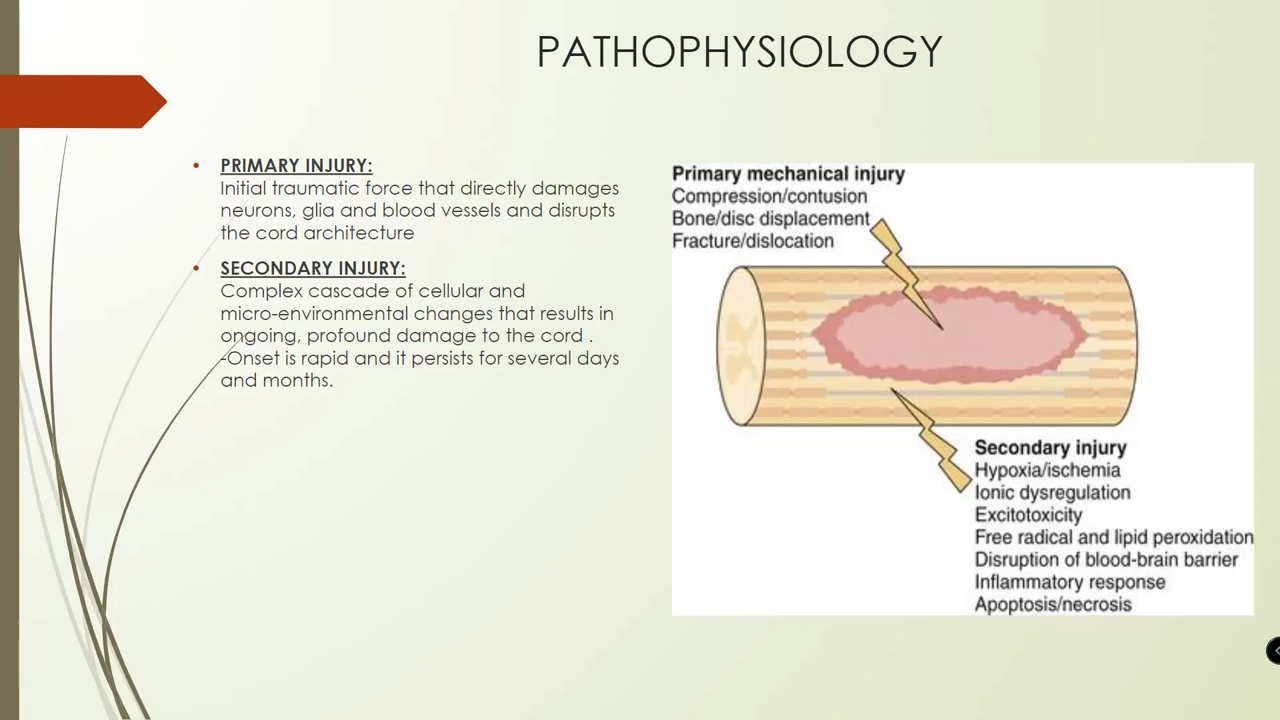 PATHOPHYSIOLOGY
• PRIMARY INJURY:
Initial traumatic force that directly damages
neurons, glia and blood vessels and disrupts
the cord architecture
• SECONDARY INJURY:
Complex cascade of cellular and
micro-environmental changes that results in
ongoing, profound damage to the cord .
-Onset is rapid and it persists for several days
and months.
Primary mechanical injury
Compression/contusion
Bone/disc displacement
Fracture/dislocation
Secondary injury
Hypoxia/ischemia
Ionic dysregulation
Excitotoxicity
Free radical and lipid peroxidation
Disruption of blood-brain barrier
Inflammatory response
Apoptosis/necrosis